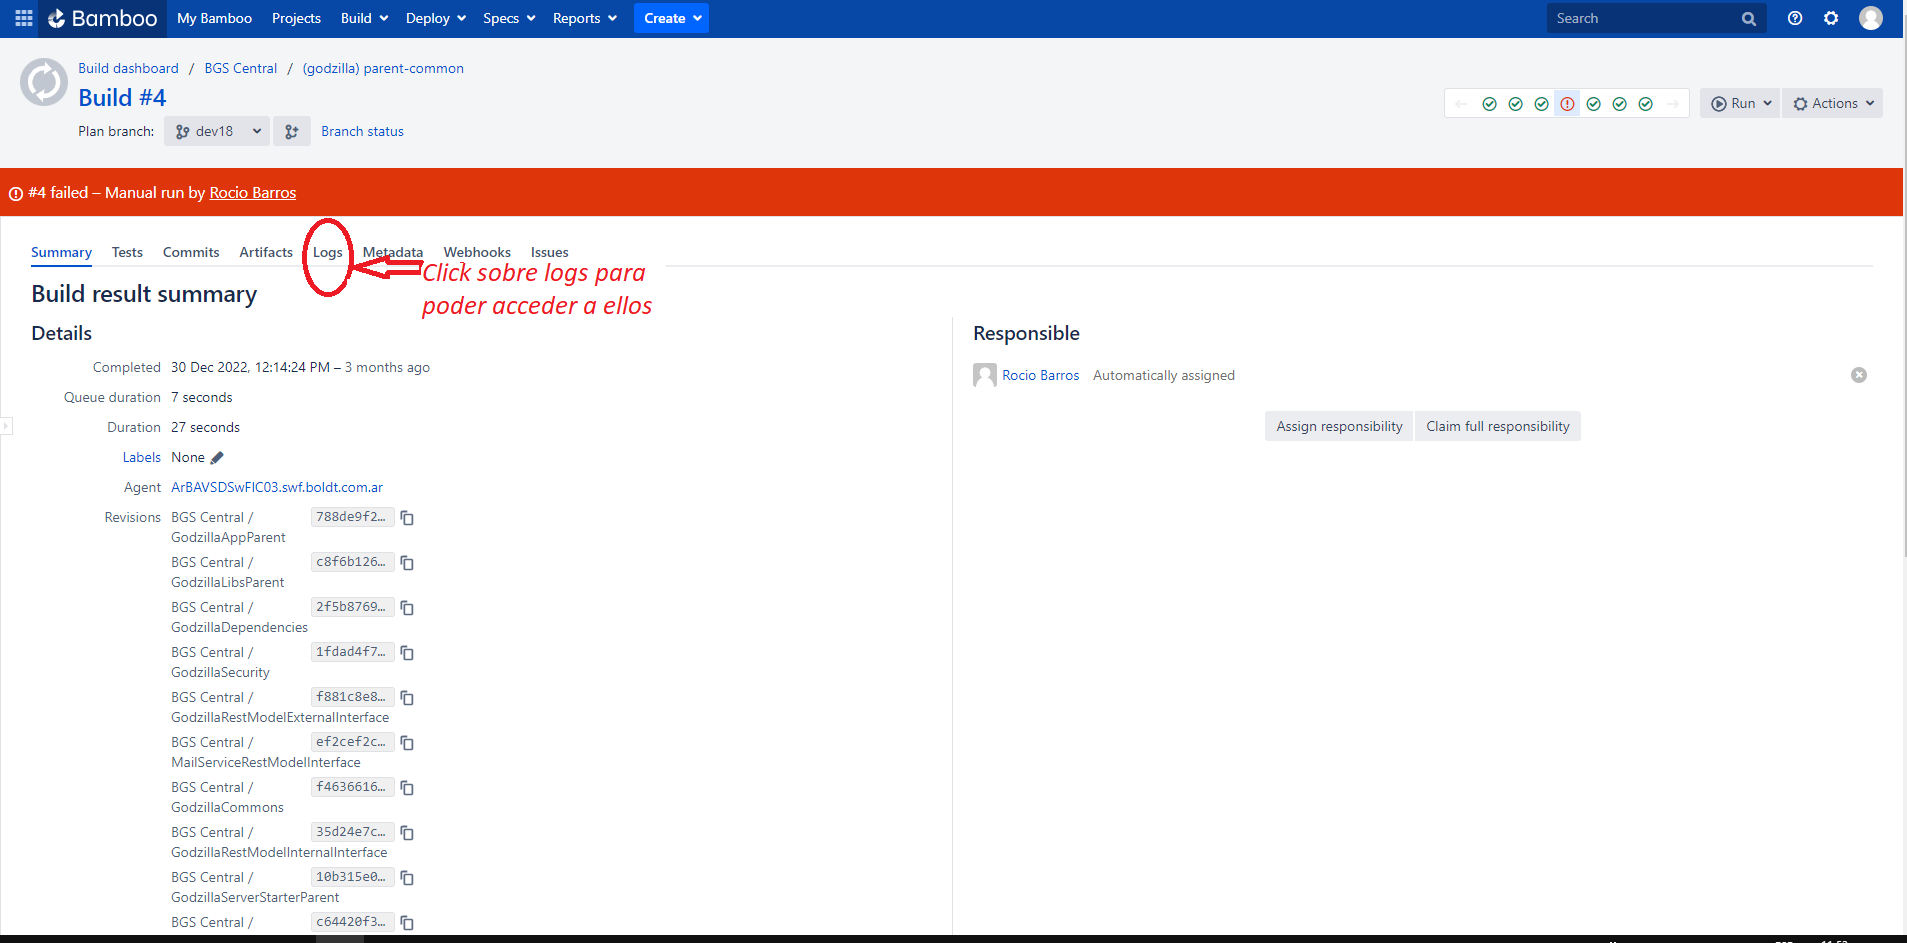 Bamboo My Bamboo Projects Build Deploy Specs Reports Create Search
Build dashboard / BGS Central / (godzilla) parent-common
Build #4
Run Actions
Plan branch: dev18 Branch status
#4 failed – Manual run by Rocio Barros
Summary Tests Commits Artifacts Logs Metadata Webhooks Issues
Click sobre logs para
poder acceder a ellos
Build result summary
Details
Completed 30 Dec 2022, 12:14:24 PM – 3 months ago
Queue duration 7 seconds
Duration 27 seconds
Labels None
Agent ArBAVSDSwFIC03.swf.boldt.com.ar
Revisions BGS Central / 788de9f2…
GodzillaAppParent
BGS Central / c8f6b126…
GodzillaLibsParent
BGS Central / 2f5b8769…
GodzillaDependencies
BGS Central / 1fdad4f7…
GodzillaSecurity
BGS Central / f881c8e8…
GodzillaRestModelExternalInterface
BGS Central / ef2cef2c…
MailServiceRestModelInterface
BGS Central / f4636616…
GodzillaCommons
BGS Central / 35d24e7c…
GodzillaRestModelInternalInterface
BGS Central / 10b315e0…
GodzillaServerStarterParent
BGS Central / c64420f3…
Responsible
Rocio Barros Automatically assigned
Assign responsibility Claim full responsibility